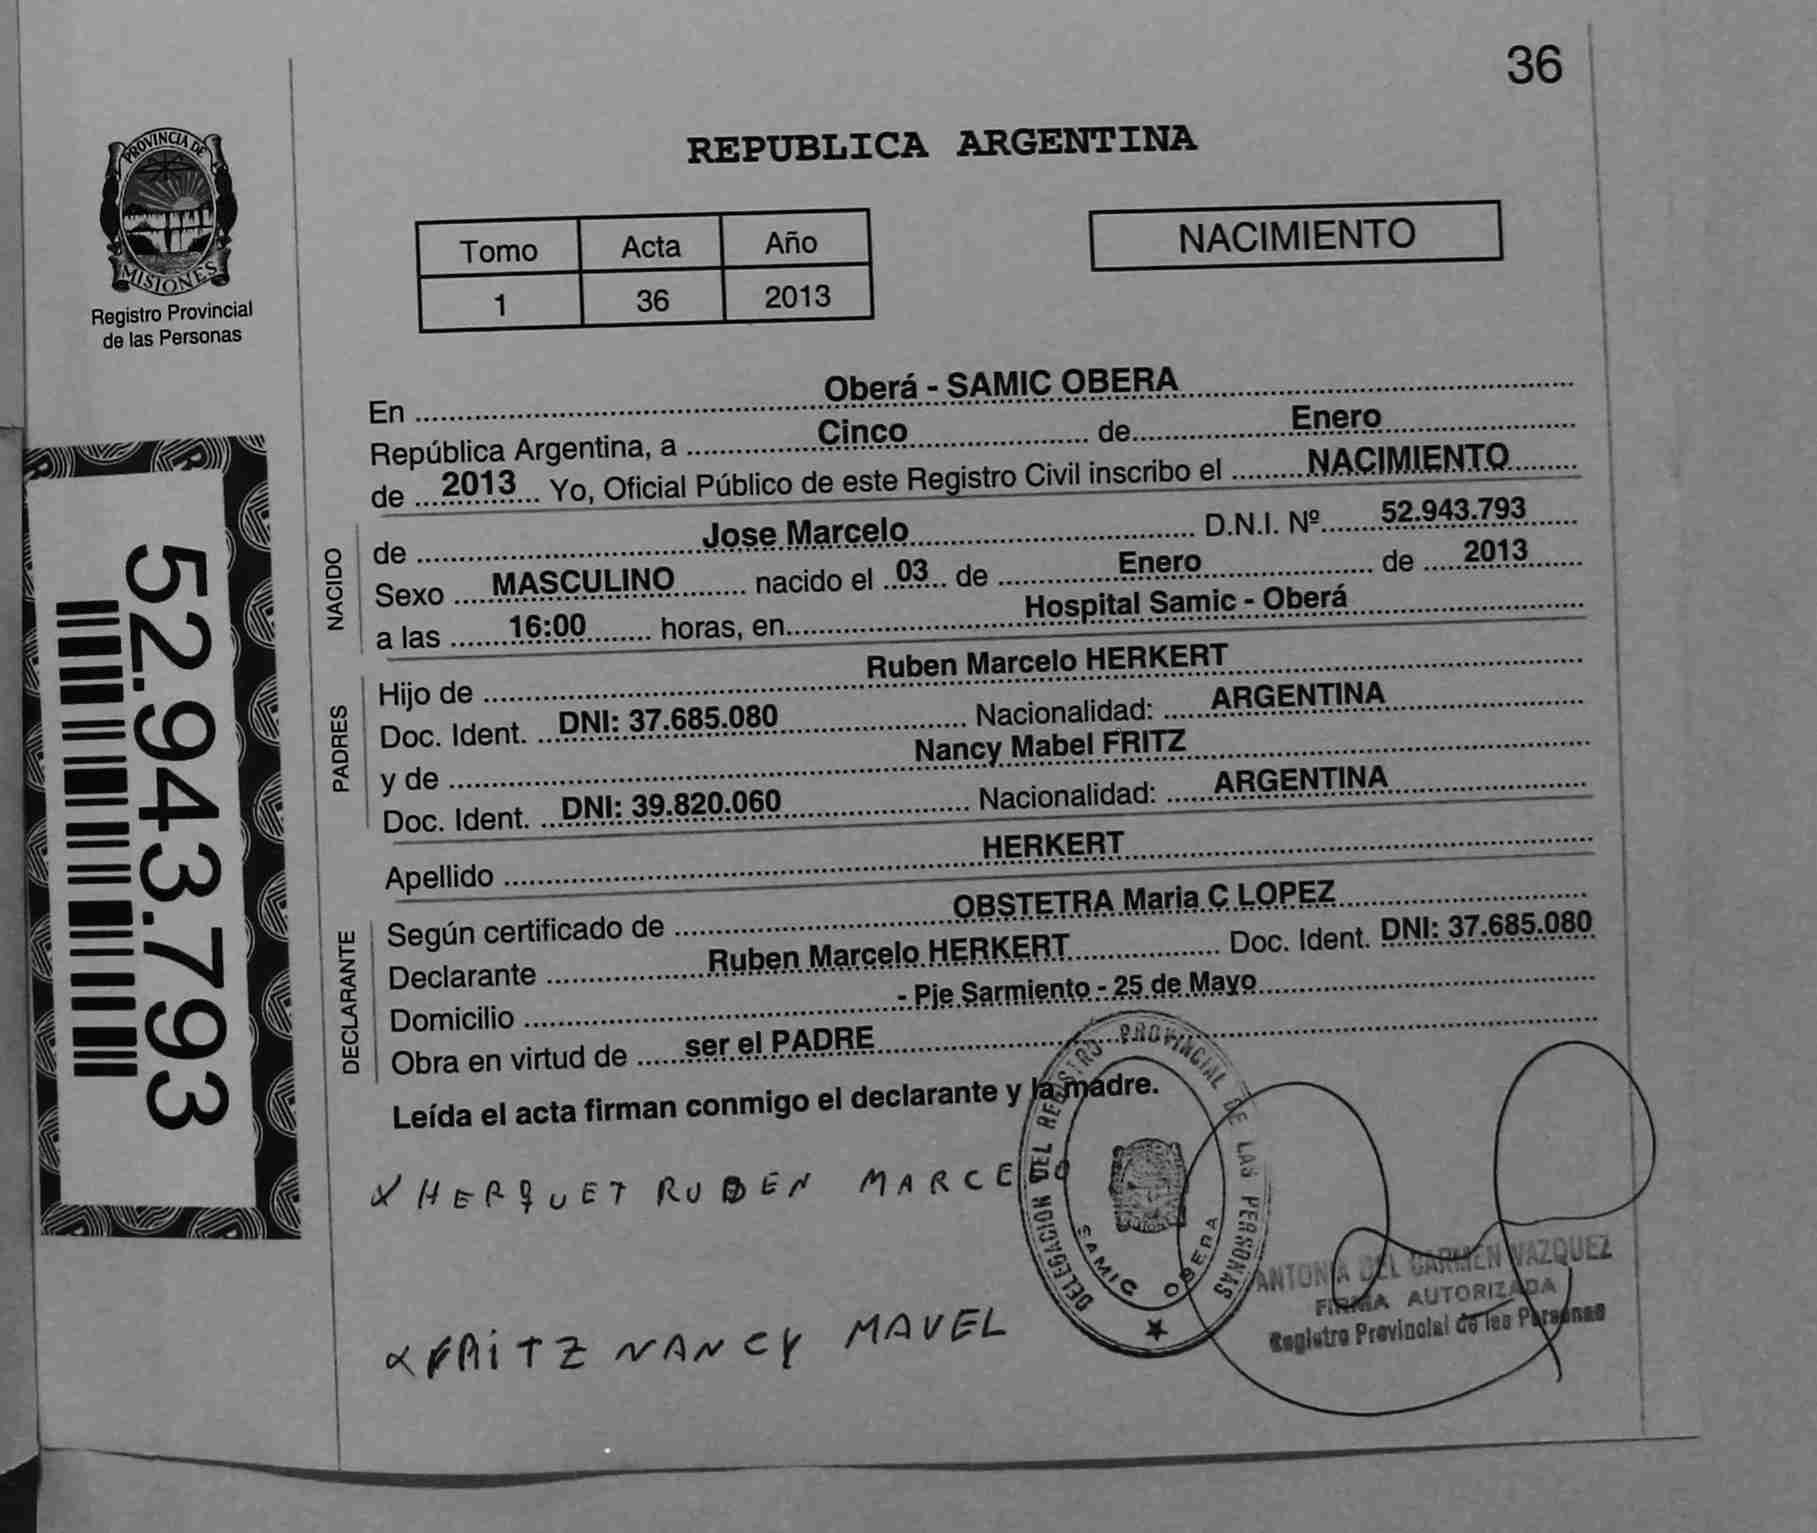 36
PROVINCIA DE
MISIONES
Registro Provincial
de las Personas
REPUBLICA ARGENTINA
Tomo Acta Año
1 36 2013
NACIMIENTO
En Oberá - SAMIC OBERA
República Argentina, a Cinco de Enero
de 2013 Yo, Oficial Público de este Registro Civil inscribo el NACIMIENTO
NACIDO
de Jose Marcelo D.N.I. Nº 52.943.793
Sexo MASCULINO nacido el 03 de Enero de 2013
a las 16:00 horas, en Hospital Samic - Oberá
PADRES
Hijo de Ruben Marcelo HERKERT
Doc. Ident. DNI: 37.685.080 Nacionalidad: ARGENTINA
y de Nancy Mabel FRITZ
Doc. Ident. DNI: 39.820.060 Nacionalidad: ARGENTINA
Apellido HERKERT
DECLARANTE
Según certificado de OBSTETRA Maria C LOPEZ
Declarante Ruben Marcelo HERKERT Doc. Ident. DNI: 37.685.080
Domicilio - Pje Sarmiento - 25 de Mayo
Obra en virtud de ser el PADRE
Leída el acta firman conmigo el declarante y la madre.
52.943.793
X HERQUET RUBEN MARCELO
X FRITZ NANCY MAVEL
DELEGACION DEL REGISTRO PROVINCIAL DE LAS PERSONAS
SAMIC OBERA
ANTONIA DEL CARMEN VAZQUEZ
FIRMA AUTORIZADA
Registro Provincial de las Personas